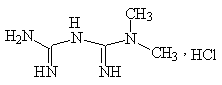 H CH₃
H₂N N N CH₃ · HCl
HN NH